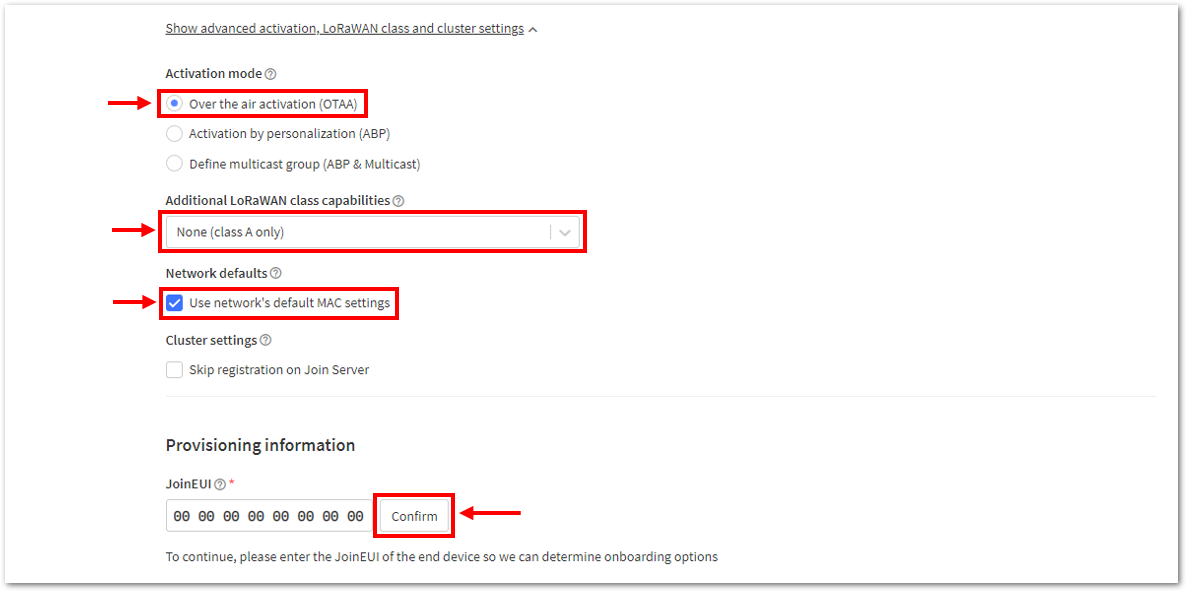 Show advanced activation, LoRaWAN class and cluster settings
Activation mode
Over the air activation (OTAA)
Activation by personalization (ABP)
Define multicast group (ABP & Multicast)
Additional LoRaWAN class capabilities
None (class A only)
Network defaults
Use network's default MAC settings
Cluster settings
Skip registration on Join Server
Provisioning information
JoinEUI *
00 00 00 00 00 00 00 00 Confirm
To continue, please enter the JoinEUI of the end device so we can determine onboarding options